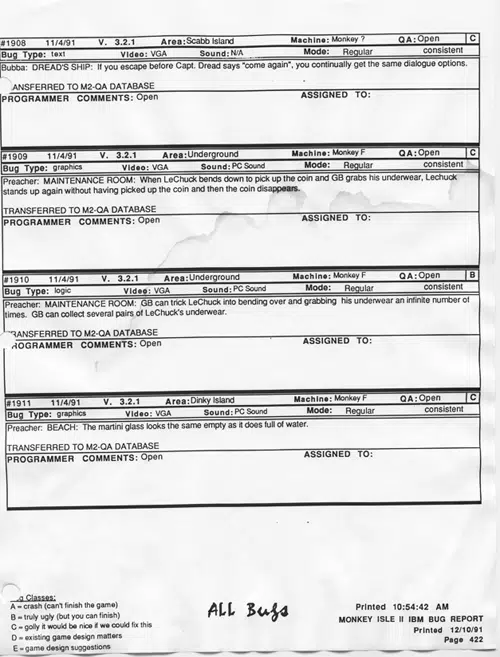 #1908 11/4/91 V. 3.2.1 Area: Scabb Island Machine: Monkey ? QA: Open C
Bug Type: text Video: VGA Sound: N/A Mode: Regular consistent
Bubba: DREAD'S SHIP: If you escape before Capt. Dread says "come again", you continually get the same dialogue options.
ANSFERRED TO M2-QA DATABASE
PROGRAMMER COMMENTS: Open ASSIGNED TO:
#1909 11/4/91 V. 3.2.1 Area: Underground Machine: Monkey F QA: Open C
Bug Type: graphics Video: VGA Sound: PC Sound Mode: Regular consistent
Preacher: MAINTENANCE ROOM: When LeChuck bends down to pick up the coin and GB grabs his underwear, Lechuck
stands up again without having picked up the coin and then the coin disappears.
TRANSFERRED TO M2-QA DATABASE
PROGRAMMER COMMENTS: Open ASSIGNED TO:
#1910 11/4/91 V. 3.2.1 Area: Underground Machine: Monkey F QA: Open B
Bug Type: logic Video: VGA Sound: PC Sound Mode: Regular consistent
Preacher: MAINTENANCE ROOM: GB can trick LeChuck into bending over and grabbing his underwear an infinite number of
times. GB can collect several pairs of LeChuck's underwear.
RANSFERRED TO M2-QA DATABASE
ROGRAMMER COMMENTS: Open ASSIGNED TO:
#1911 11/4/91 V. 3.2.1 Area: Dinky Island Machine: Monkey F QA: Open C
Bug Type: graphics Video: VGA Sound: PC Sound Mode: Regular consistent
Preacher: BEACH: The martini glass looks the same empty as it does full of water.
TRANSFERRED TO M2-QA DATABASE
PROGRAMMER COMMENTS: Open ASSIGNED TO:
g Classes:
A = crash (can't finish the game)
B = truly ugly (but you can finish)
C = golly it would be nice if we could fix this
D = existing game design matters
E = game design suggestions
ALL Bugs
Printed 10:54:42 AM
MONKEY ISLE II IBM BUG REPORT
Printed 12/10/91
Page 422